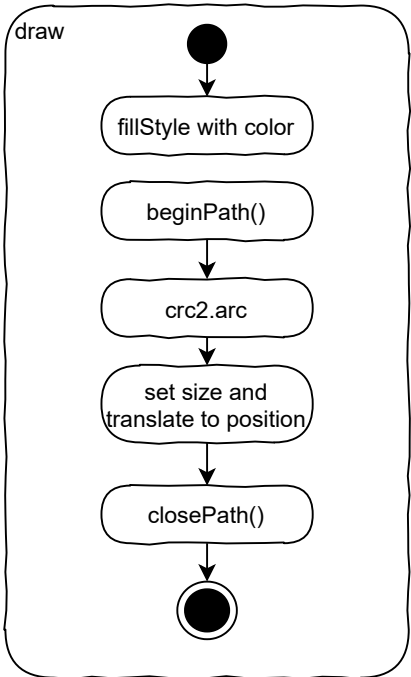 draw
fillStyle with color
beginPath()
crc2.arc
set size and
translate to position
closePath()